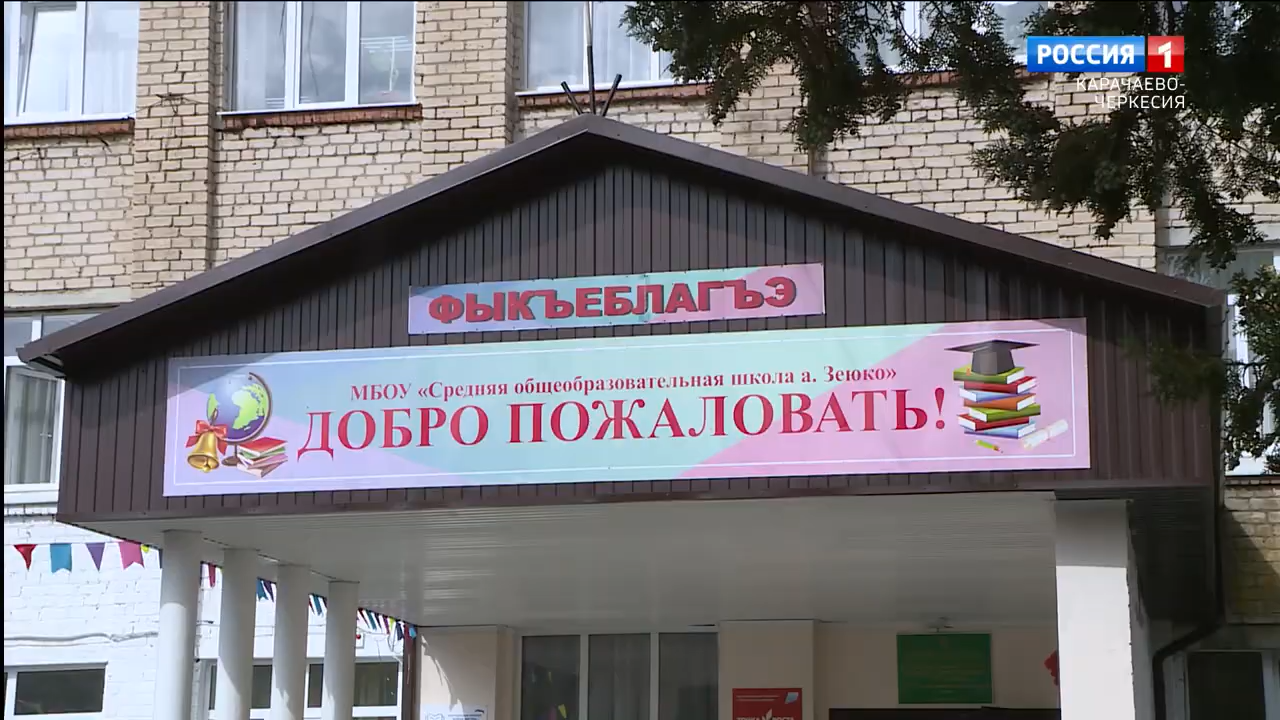 РОССИЯ 1
КАРАЧАЕВО-
ЧЕРКЕСИЯ
ФЫКЪЕБЛАГЪЭ
МБОУ «Средняя общеобразовательная школа а. Зеюко»
ДОБРО ПОЖАЛОВАТЬ!